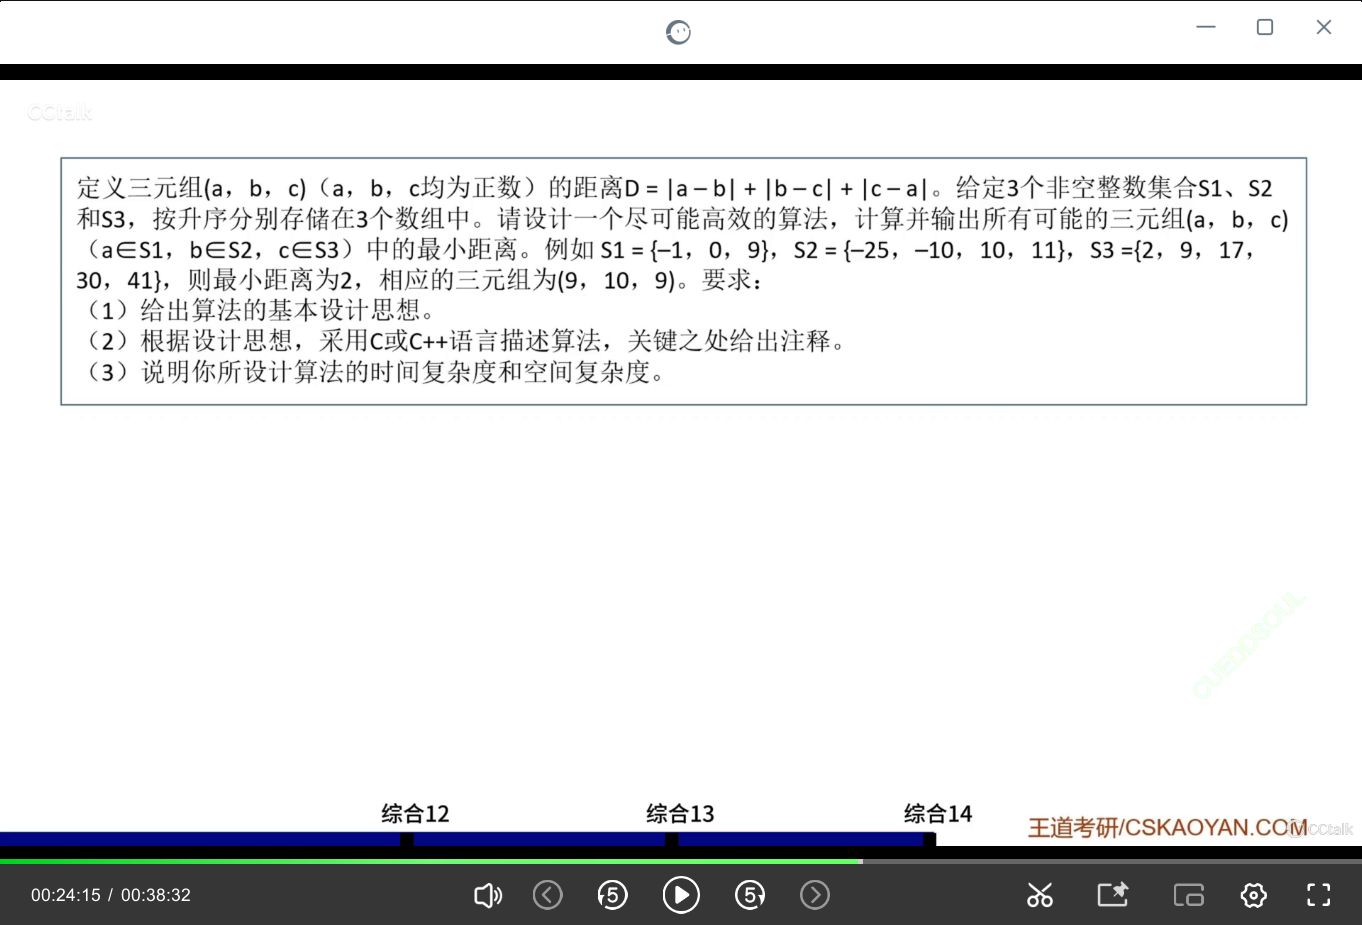 CCtalk
定义三元组(a，b，c)（a，b，c均为正数）的距离D = |a – b| + |b – c| + |c – a|。给定3个非空整数集合S1、S2
和S3，按升序分别存储在3个数组中。请设计一个尽可能高效的算法，计算并输出所有可能的三元组(a，b，c)
（a∈S1，b∈S2，c∈S3）中的最小距离。例如 S1 = {–1，0，9}，S2 = {–25，–10，10，11}，S3 ={2，9，17，
30，41}，则最小距离为2，相应的三元组为(9，10，9)。要求：
（1）给出算法的基本设计思想。
（2）根据设计思想，采用C或C++语言描述算法，关键之处给出注释。
（3）说明你所设计算法的时间复杂度和空间复杂度。
综合12 综合13 综合14
王道考研/CSKAOYAN.COM
CCtalk
00:24:15 / 00:38:32
5 5